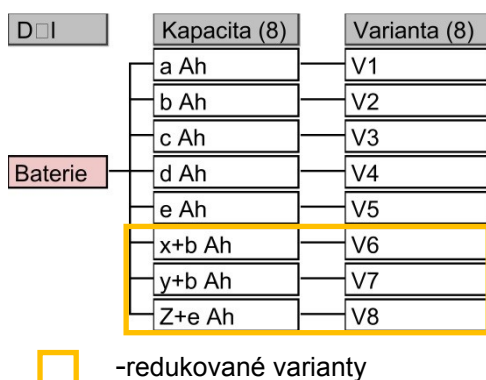 D□l Kapacita (8) Varianta (8)
a Ah V1
b Ah V2
c Ah V3
Baterie d Ah V4
e Ah V5
x+b Ah V6
y+b Ah V7
Z+e Ah V8
-redukované varianty